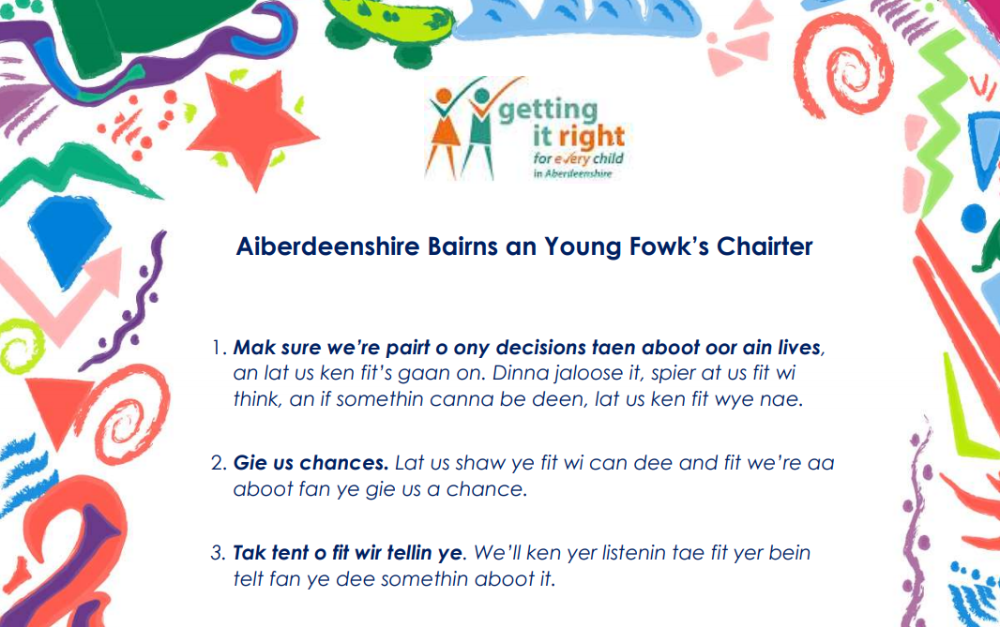 getting
it right
for every child
in Aberdeenshire
Aiberdeenshire Bairns an Young Fowk's Chairter
1. Mak sure we're pairt o ony decisions taen aboot oor ain lives,
an lat us ken fit's gaan on. Dinna jaloose it, spier at us fit wi
think, an if somethin canna be deen, lat us ken fit wye nae.
2. Gie us chances. Lat us shaw ye fit wi can dee and fit we're aa
aboot fan ye gie us a chance.
3. Tak tent o fit wir tellin ye. We'll ken yer listenin tae fit yer bein
telt fan ye dee somethin aboot it.